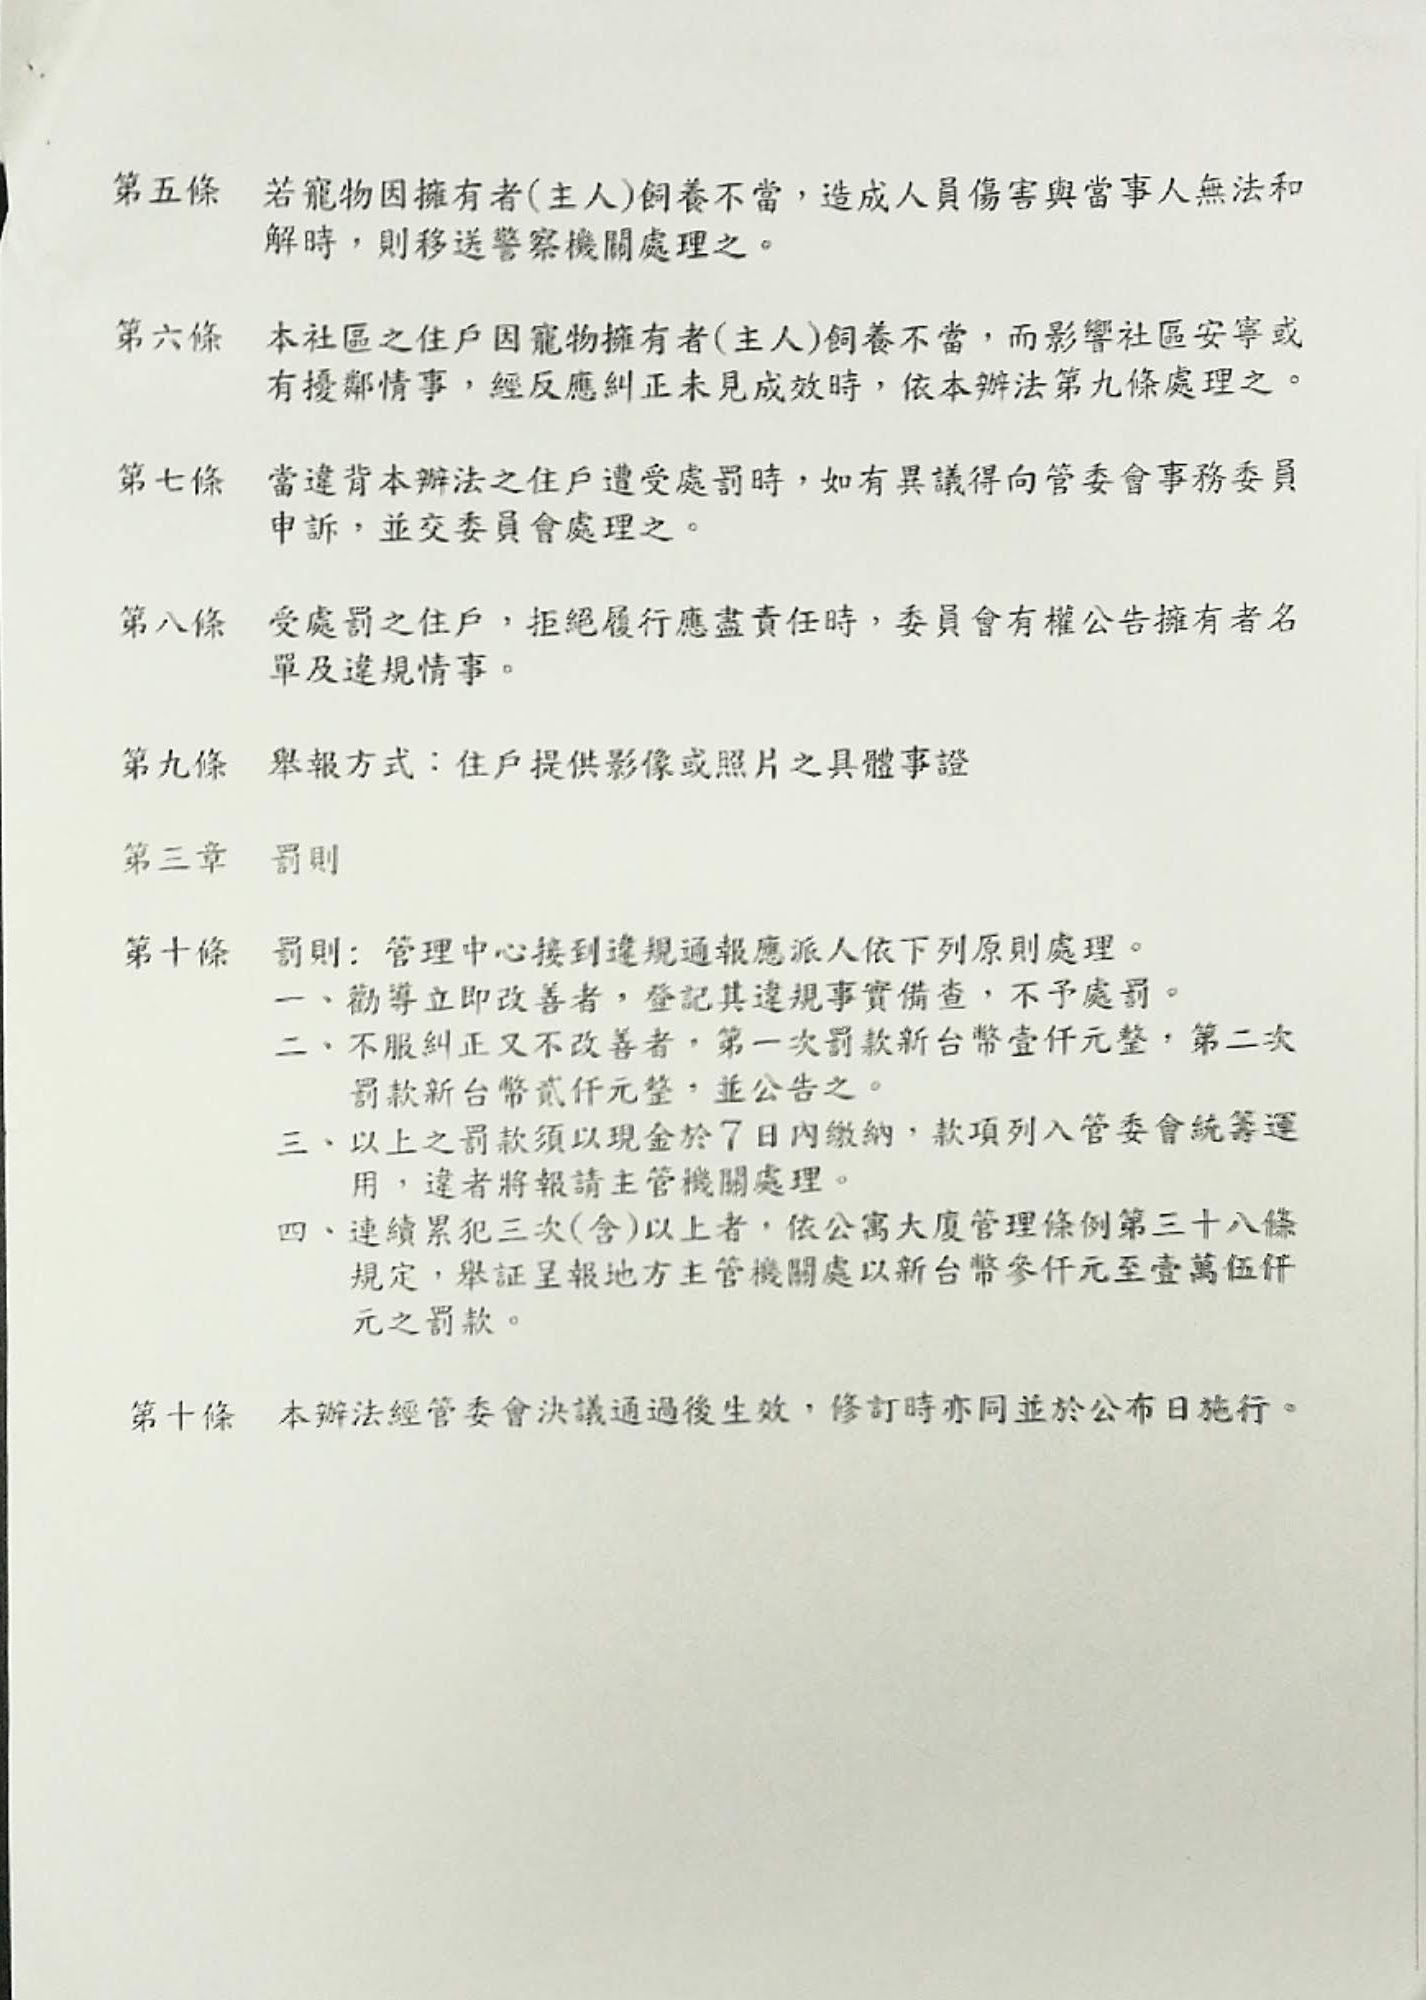 第五條 若寵物因擁有者(主人)飼養不當，造成人員傷害與當事人無法和
解時，則移送警察機關處理之。
第六條 本社區之住戶因寵物擁有者(主人)飼養不當，而影響社區安寧或
有擾鄰情事，經反應糾正未見成效時，依本辦法第九條處理之。
第七條 當違背本辦法之住戶遭受處罰時，如有異議得向管委會事務委員
申訴，並交委員會處理之。
第八條 受處罰之住戶，拒絕履行應盡責任時，委員會有權公告擁有者名
單及違規情事。
第九條 舉報方式：住戶提供影像或照片之具體事證
第三章 罰則
第十條 罰則: 管理中心接到違規通報應派人依下列原則處理。
一、勸導立即改善者，登記其違規事實備查，不予處罰。
二、不服糾正又不改善者，第一次罰款新台幣壹仟元整，第二次
罰款新台幣貳仟元整，並公告之。
三、以上之罰款須以現金於7日內繳納，款項列入管委會統籌運
用，違者將報請主管機關處理。
四、連續累犯三次(含)以上者，依公寓大廈管理條例第三十八條
規定，舉証呈報地方主管機關處以新台幣參仟元至壹萬伍仟
元之罰款。
第十條 本辦法經管委會決議通過後生效，修訂時亦同並於公布日施行。